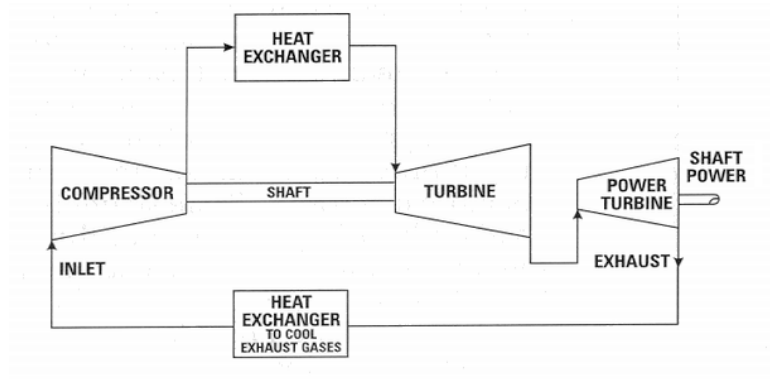 HEAT
EXCHANGER
COMPRESSOR
SHAFT
TURBINE
POWER
TURBINE
SHAFT
POWER
INLET
EXHAUST
HEAT
EXCHANGER
TO COOL
EXHAUST GASES